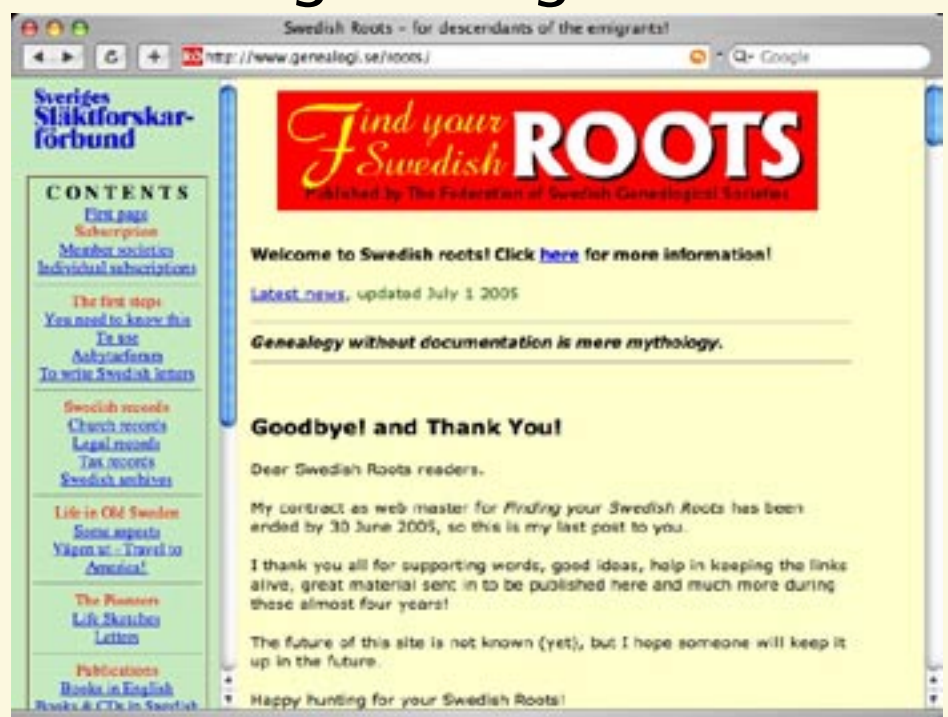 Swedish Roots – for descendants of the emigrants!
http://www.genealogi.se/roots/
Google
Sveriges
Släktforskar-
förbund
CONTENTS
First page
Subscription
Member societies
Individual subscriptions
The first steps
You need to know this
To use
Anbytarforum
To write Swedish letters
Swedish records
Church records
Legal records
Tax records
Swedish archives
Life in Old Sweden
Some aspects
Vägen ut - Travel to
America!
The Pioneers
Life Sketches
Letters
Publications
Books in English
Books & CDs in Swedish
Find your
Swedish ROOTS
Published by The Federation of Swedish Genealogical Societies
Welcome to Swedish roots! Click here for more information!
Latest news, updated July 1 2005
Genealogy without documentation is mere mythology.
Goodbye! and Thank You!
Dear Swedish Roots readers.
My contract as web master for Finding your Swedish Roots has been
ended by 30 June 2005, so this is my last post to you.
I thank you all for supporting words, good ideas, help in keeping the links
alive, great material sent in to be published here and much more during
these almost four years!
The future of this site is not known (yet), but I hope someone will keep it
up in the future.
Happy hunting for your Swedish Roots!